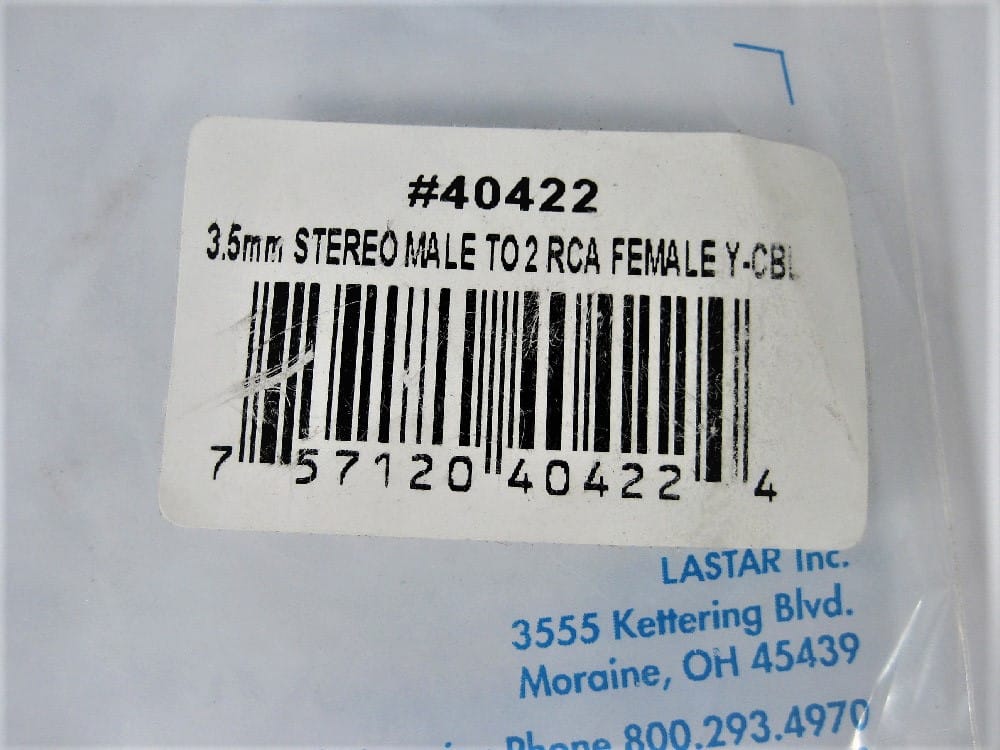 #40422
3.5mm STEREO MALE TO 2 RCA FEMALE Y-CBL
7 57120 40422 4
LASTAR Inc.
3555 Kettering Blvd.
Moraine, OH 45439
Phone 800.293.4970